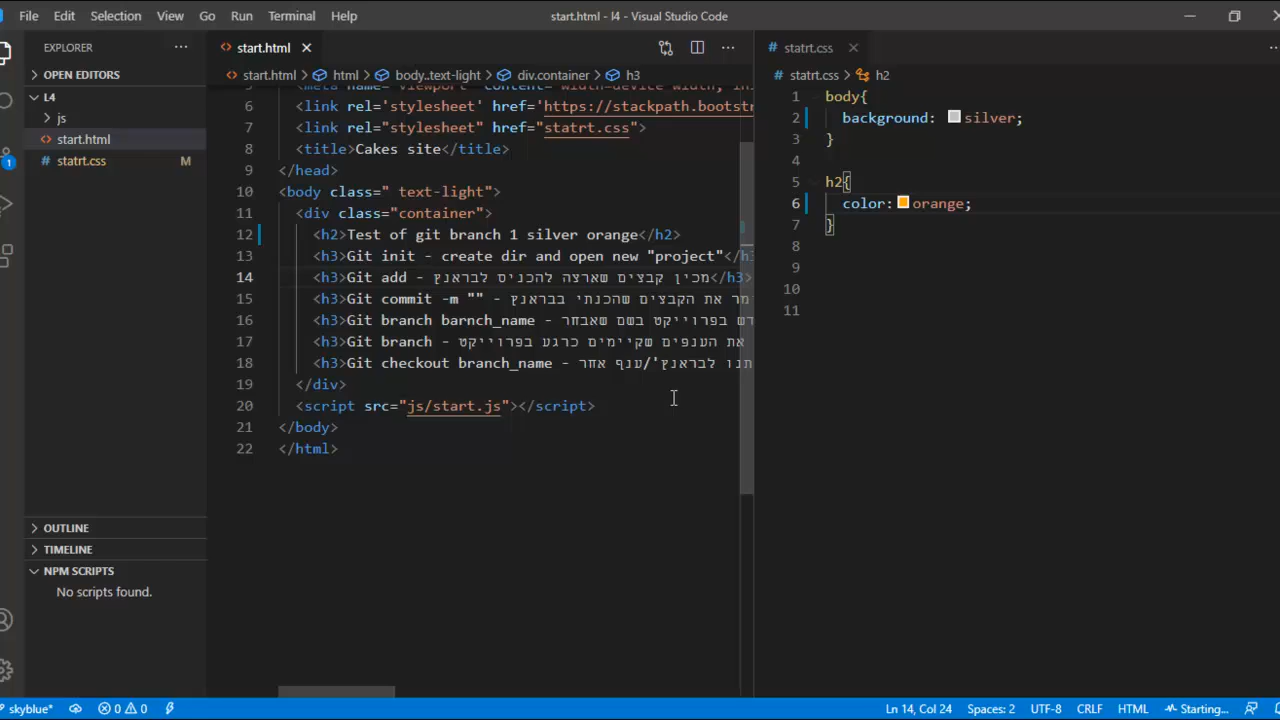 File Edit Selection View Go Run Terminal Help
start.html - l4 - Visual Studio Code
EXPLORER
OPEN EDITORS
L4
js
start.html
statrt.css M
OUTLINE
TIMELINE
NPM SCRIPTS
No scripts found.
start.html
start.html > html > body..text-light > div.container > h3
6 <link rel='stylesheet' href='https://stackpath.bootstr
7 <link rel="stylesheet" href="statrt.css">
8 <title>Cakes site</title>
9 </head>
10 <body class=" text-light">
11 <div class="container">
12 <h2>Test of git branch 1 silver orange</h2>
13 <h3>Git init - create dir and open new "project"</h3
14 <h3>Git add - מכין קבצים שארצה להכניס לבראנץ</h3>
15 <h3>Git commit -m "" - מר את הקבצים שהכנתי בבראנץ
16 <h3>Git branch barnch_name - דש בפרוייקט בשם שאבחר
17 <h3>Git branch - את הענפים שקיימים כרגע בפרוייקט
18 <h3>Git checkout branch_name - תנו לבראנץ'/ענף אחר
19 </div>
20 <script src="js/start.js"></script>
21 </body>
22 </html>
statrt.css
statrt.css > h2
1 body{
2 background: silver;
3 }
4
5 h2{
6 color: orange;
7 }
8
9
10
11
skyblue* 0 0
Ln 14, Col 24 Spaces: 2 UTF-8 CRLF HTML Starting...
1